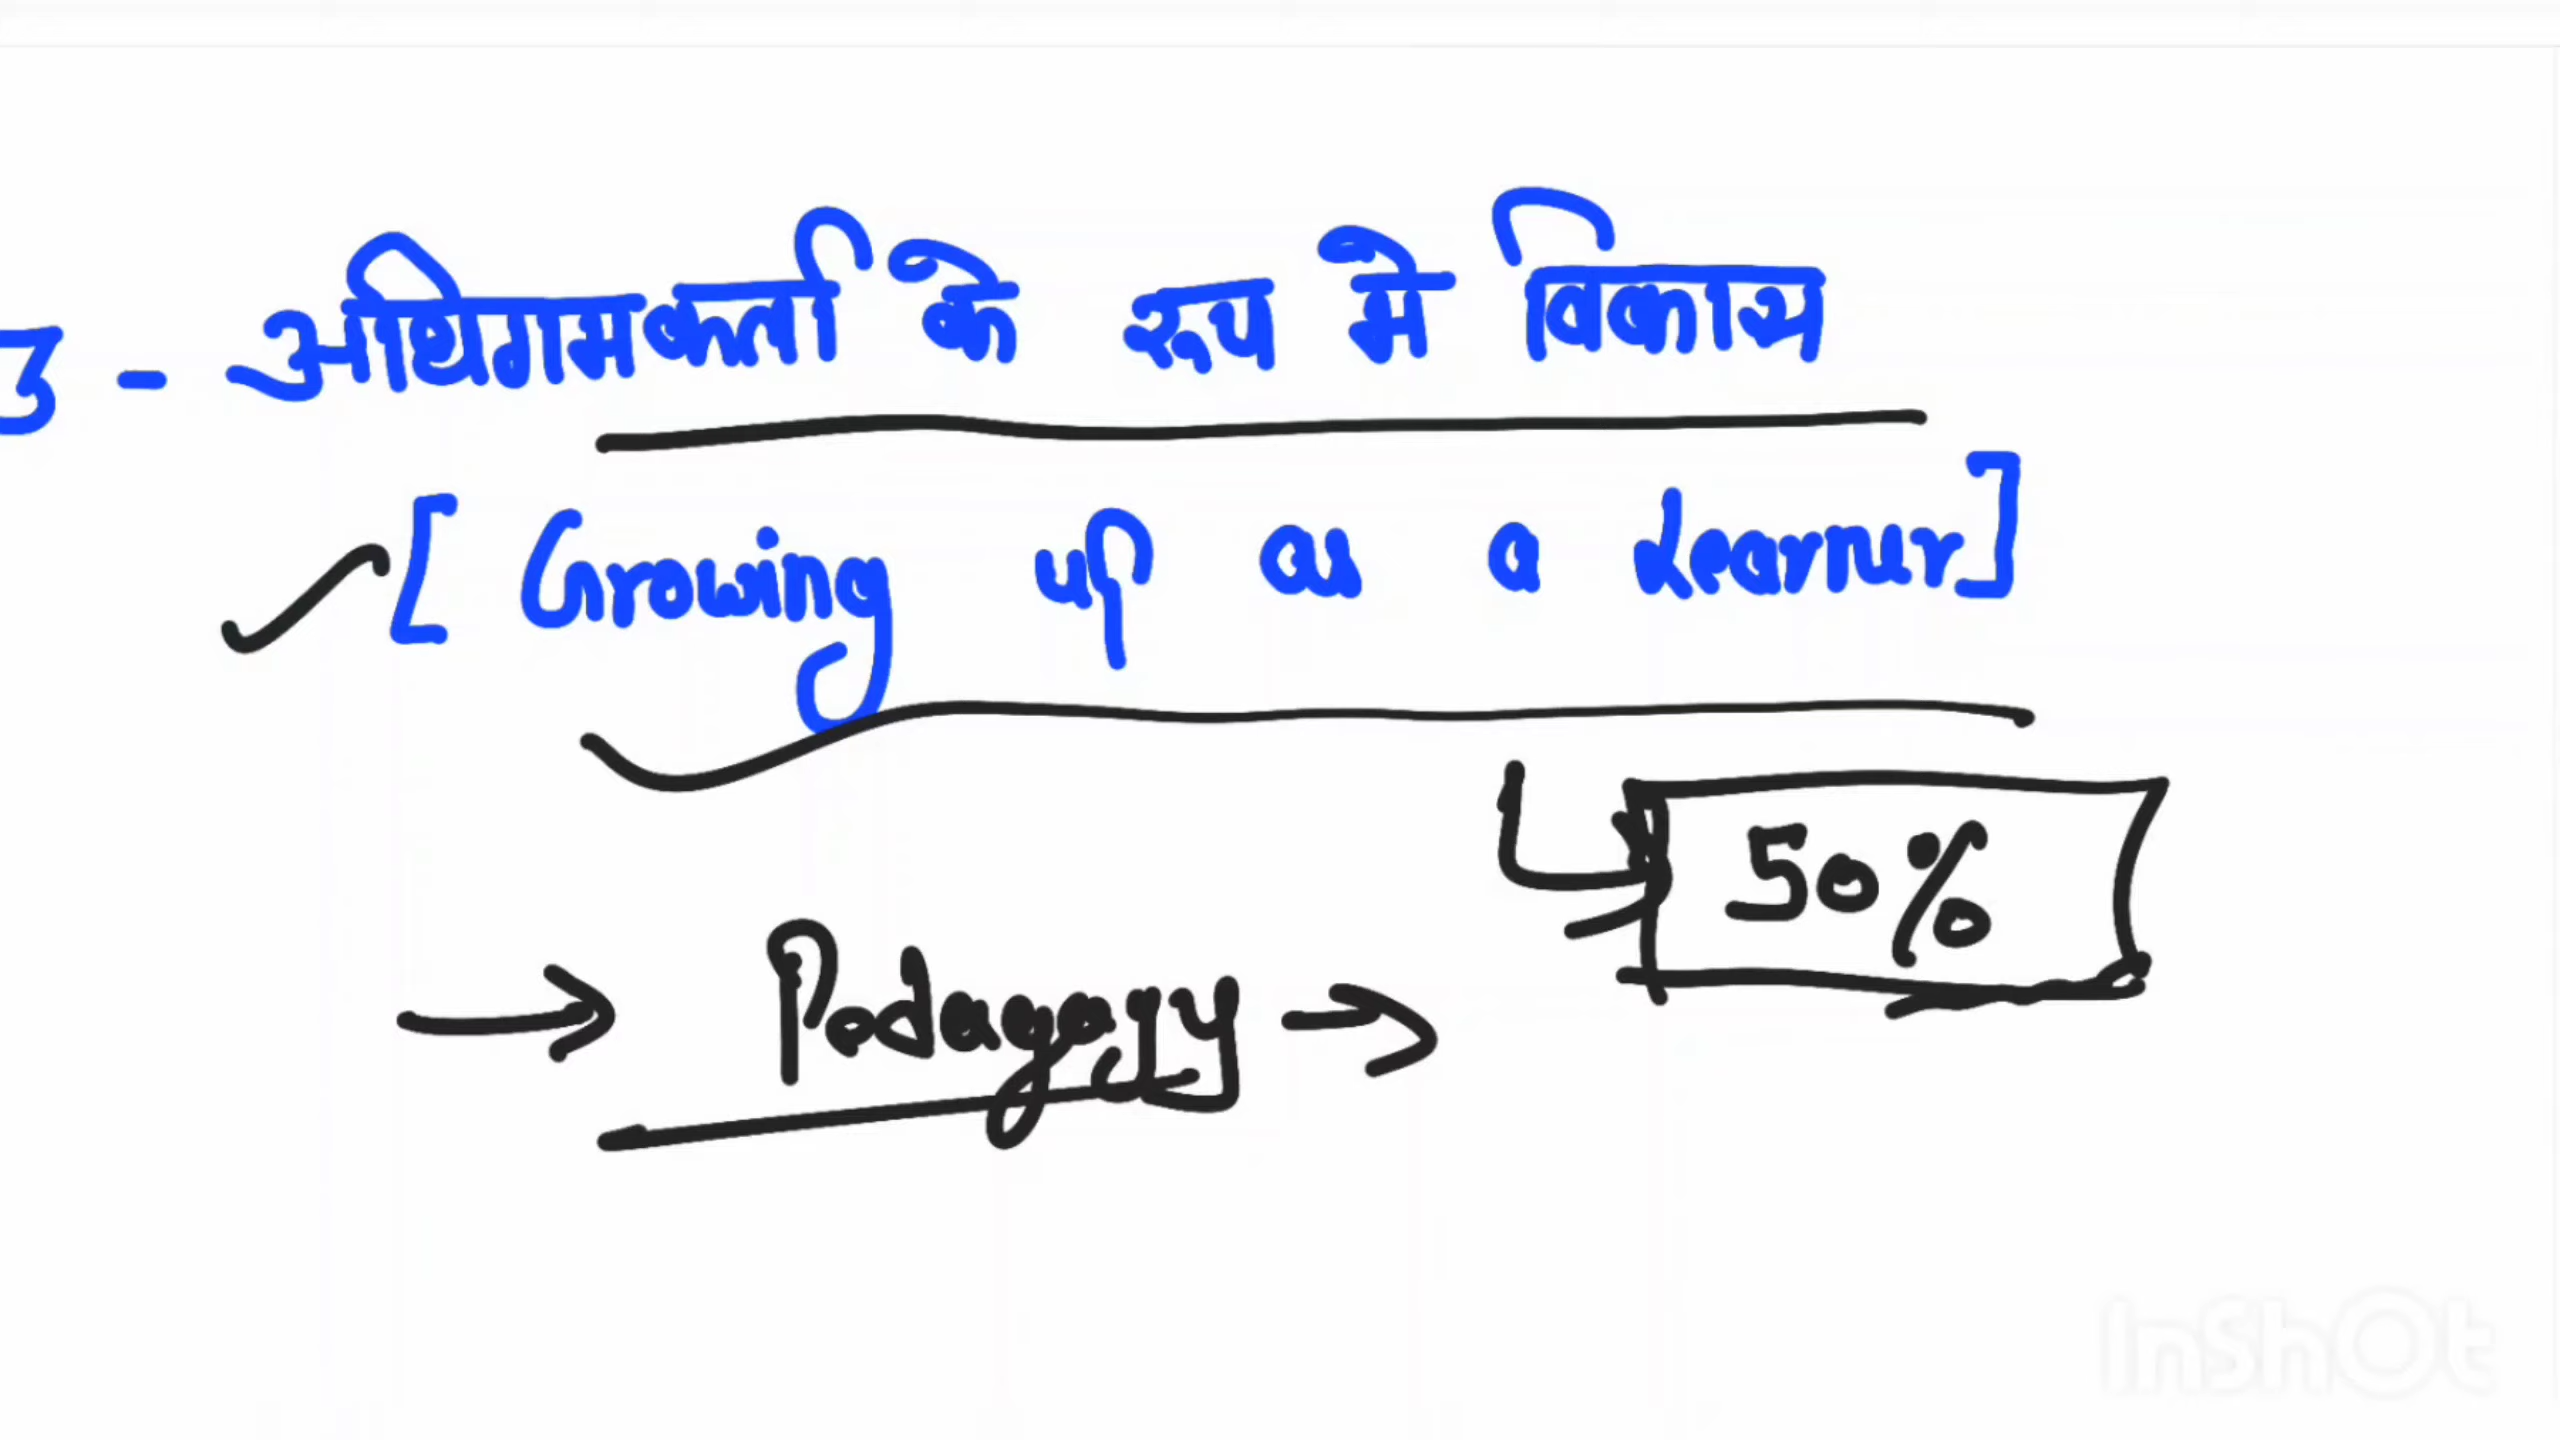 3 - अधिगमकर्ता के रूप मे विकास
[ Growing up as a Learner]
50%
→ Pedagogy →
InShOt